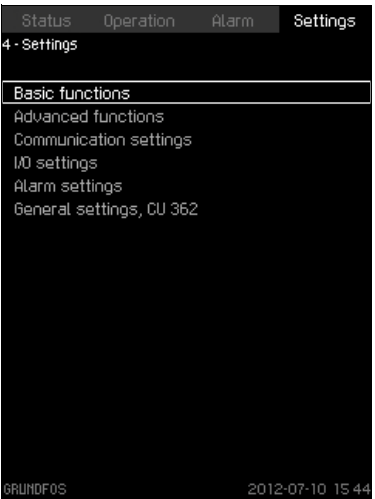 Status Operation Alarm Settings
4 - Settings
Basic functions
Advanced functions
Communication settings
I/O settings
Alarm settings
General settings, CU 362
GRUNDFOS 2012-07-10 15:44